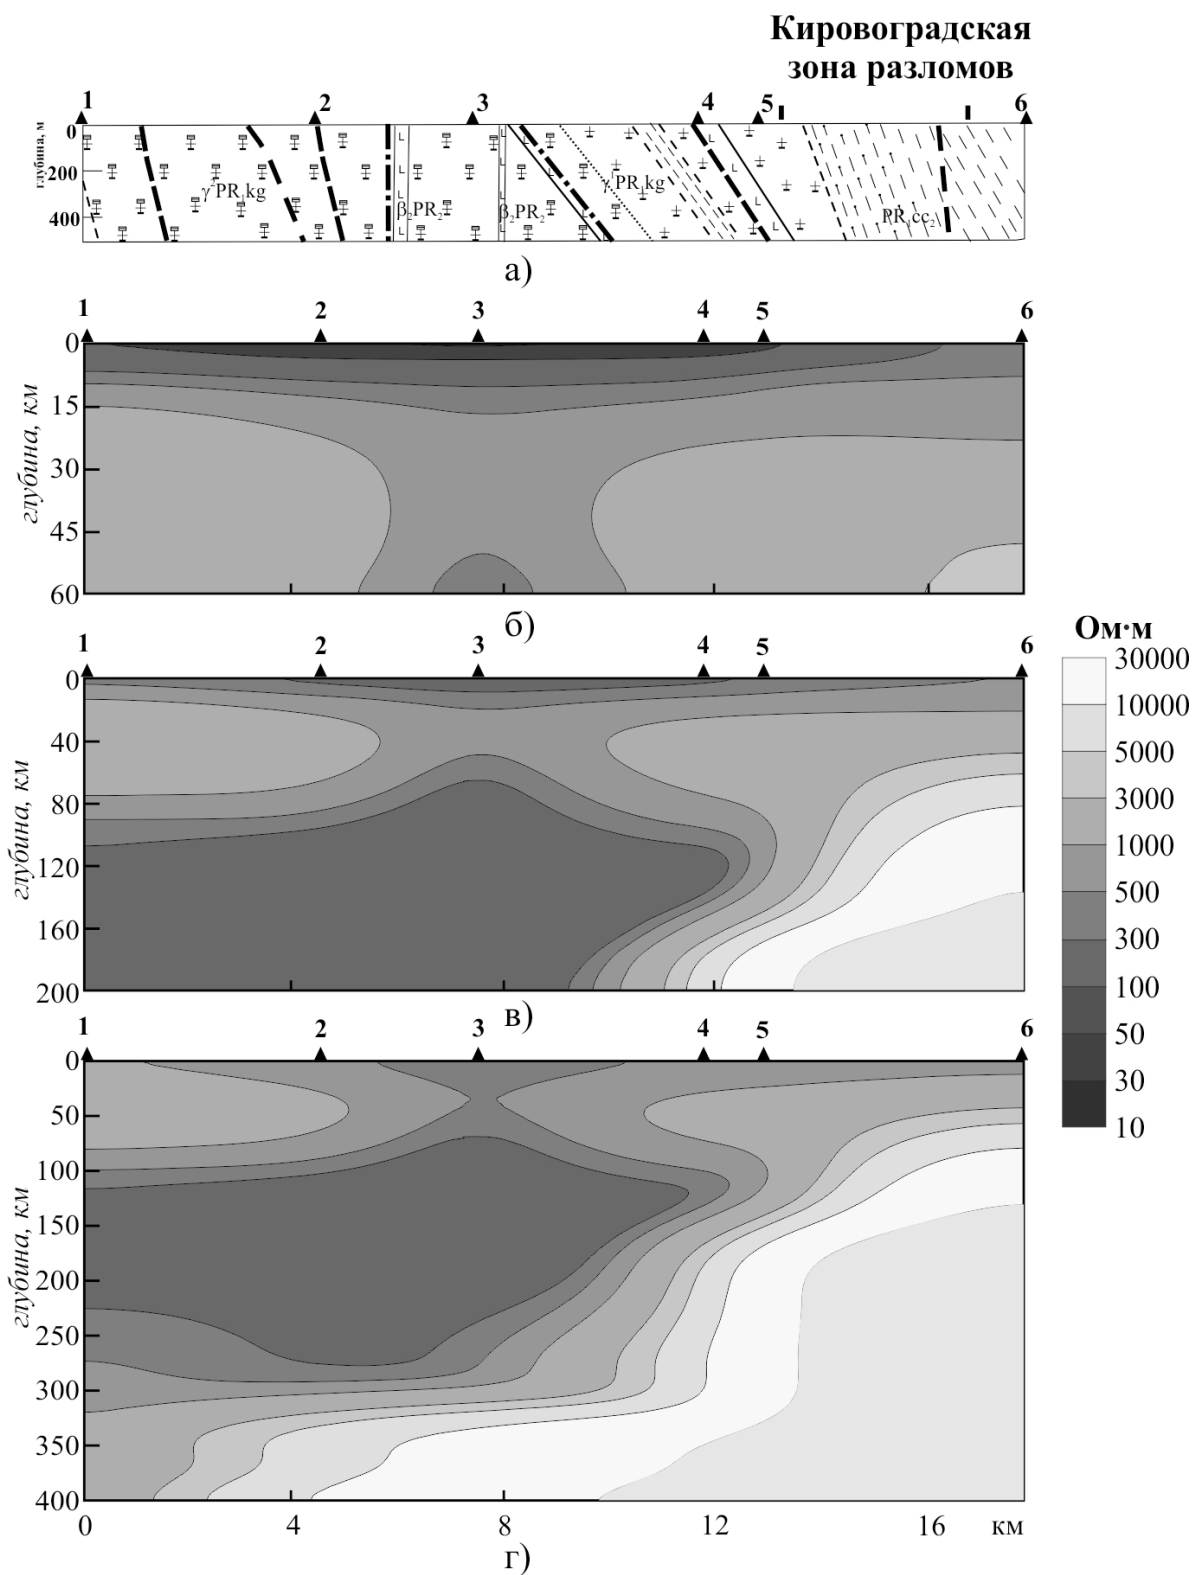 Кировоградская
зона разломов
1 2 3 4 5 6
глубина, м
0
200
400
γ²PR₁kg β₂PR₂ β₂PR₂ γ¹PR₁kg PR₁cc₂
а)
1 2 3 4 5 6
глубина, км
0
15
30
45
60
б)
1 2 3 4 5 6
глубина, км
0
40
80
120
160
200
в)
Ом·м
30000
10000
5000
3000
1000
500
300
100
50
30
10
1 2 3 4 5 6
глубина, км
0
50
100
150
200
250
300
350
400
0 4 8 12 16 км
г)